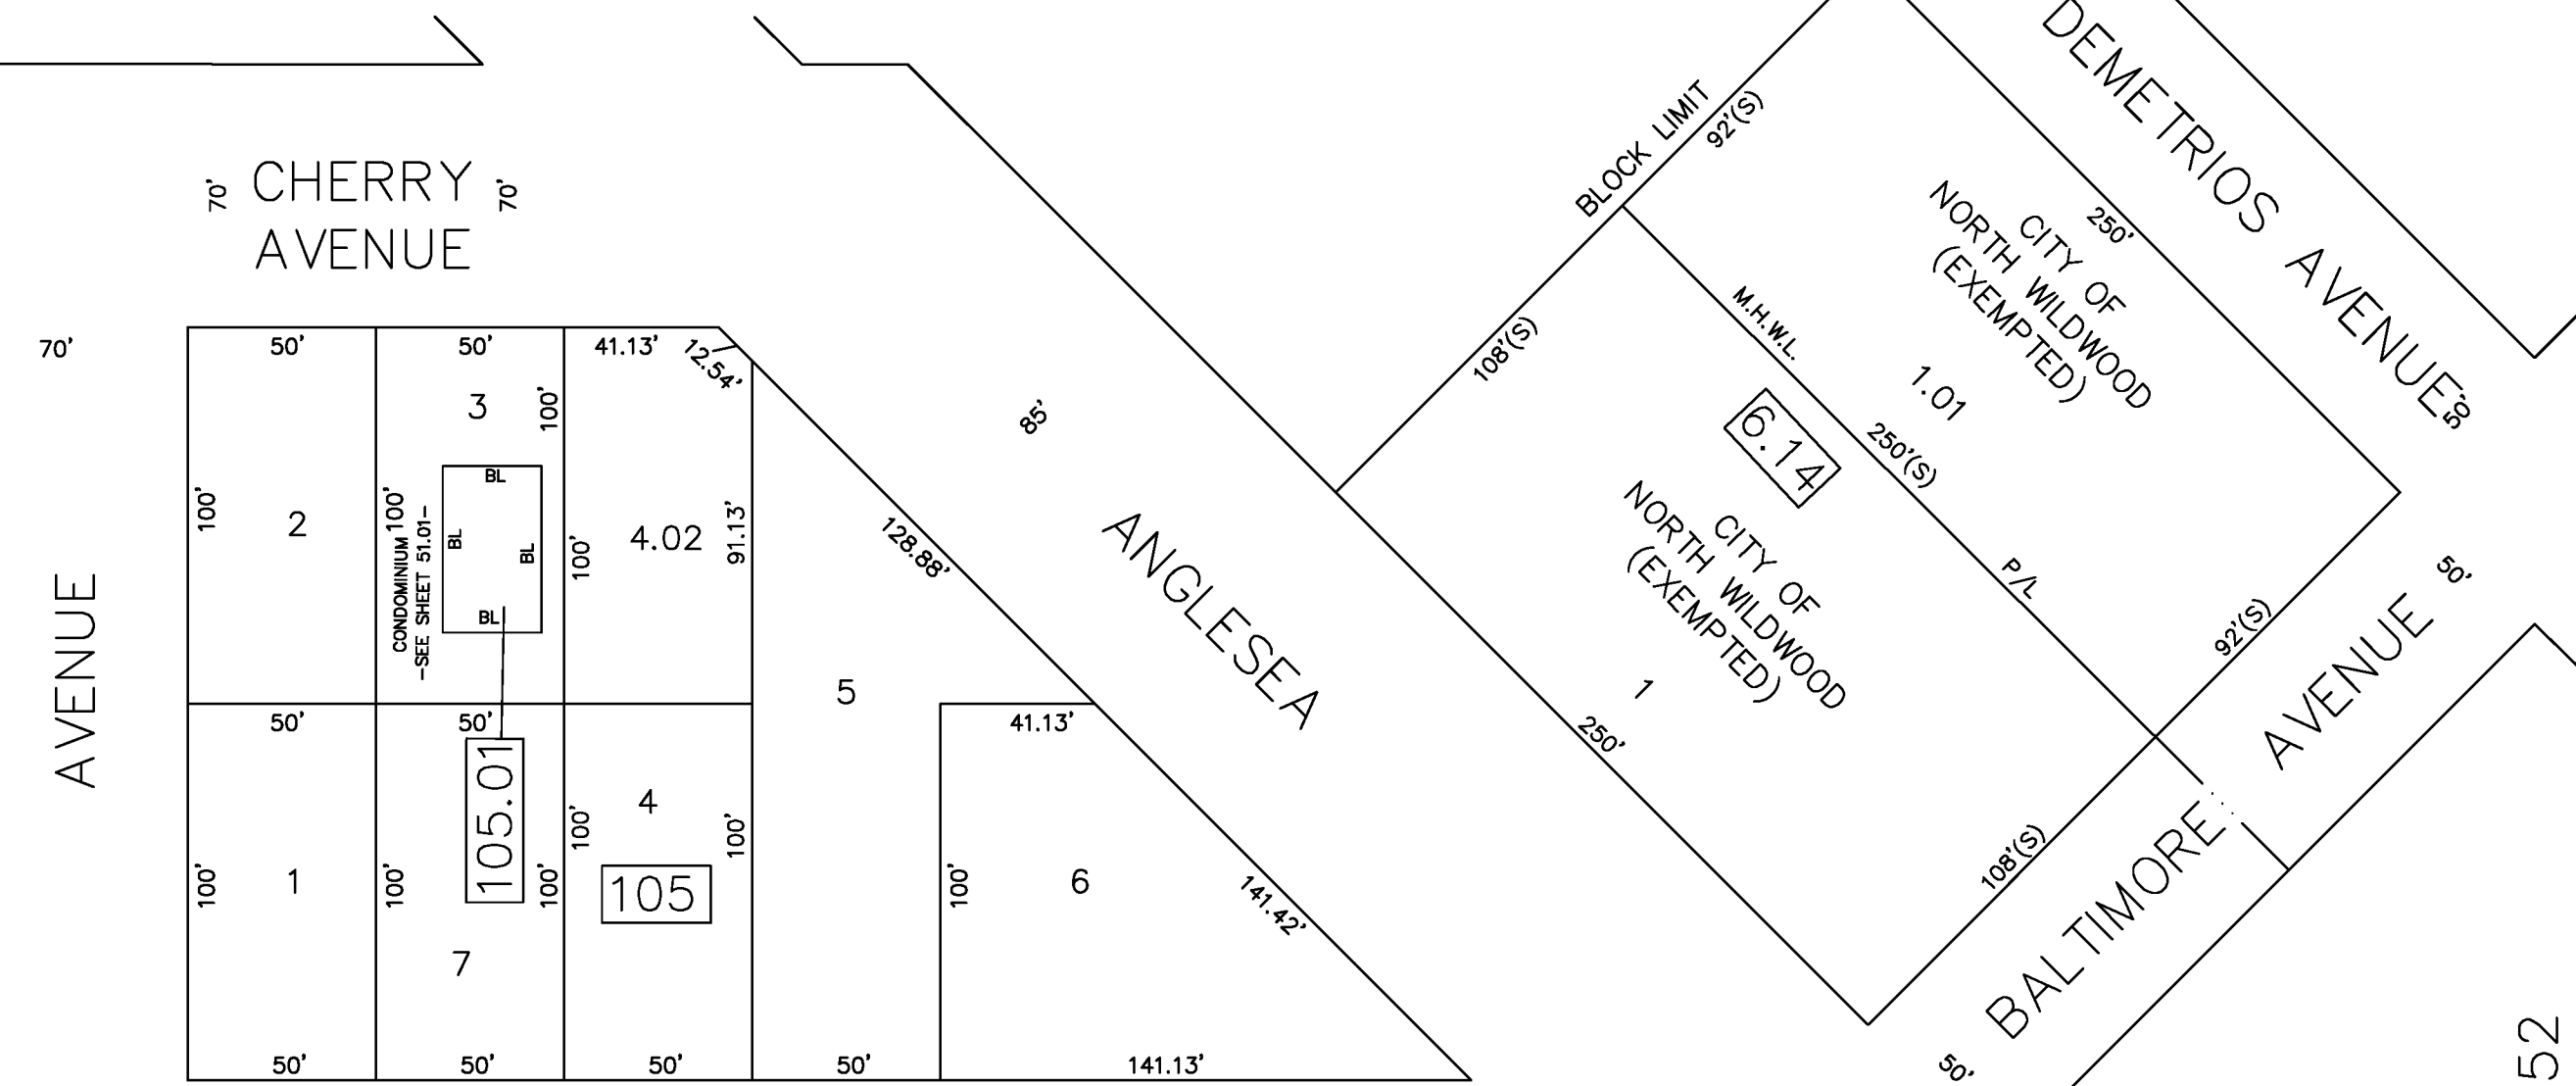 CHERRY
AVENUE
70'
70'
70'
AVENUE
50'
50'
41.13'
12.54'
100'
2
3
100'
100'
CONDOMINIUM
-SEE SHEET 51.01-
BL
BL
BL
BL
100'
4.02
91.13'
128.88'
5
50'
50'
41.13'
100'
1
100'
105.01
100'
7
100'
4
100'
105
100'
6
141.42'
50'
50'
50'
50'
141.13'
85'
ANGLESEA
BLOCK LIMIT
92'(S)
108'(S)
M.H.W.L.
250'(S)
P/L
6.14
CITY OF
NORTH WILDWOOD
(EXEMPTED)
1.01
250'
DEMETRIOS AVENUE
50'
CITY OF
NORTH WILDWOOD
(EXEMPTED)
1
250'
92'(S)
108'(S)
50'
BALTIMORE AVENUE
50'
52